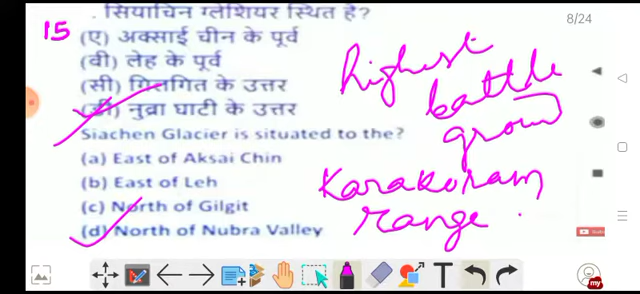 8/24
15
सियाचिन ग्लेशियर स्थित है?
(ए) अक्साई चीन के पूर्व
(बी) लेह के पूर्व
(सी) गिलगित के उत्तर
(डी) नुब्रा घाटी के उत्तर
Siachen Glacier is situated to the?
(a) East of Aksai Chin
(b) East of Leh
(c) North of Gilgit
(d) North of Nubra Valley
highest
battle
ground
Karakoram
range.
T
my